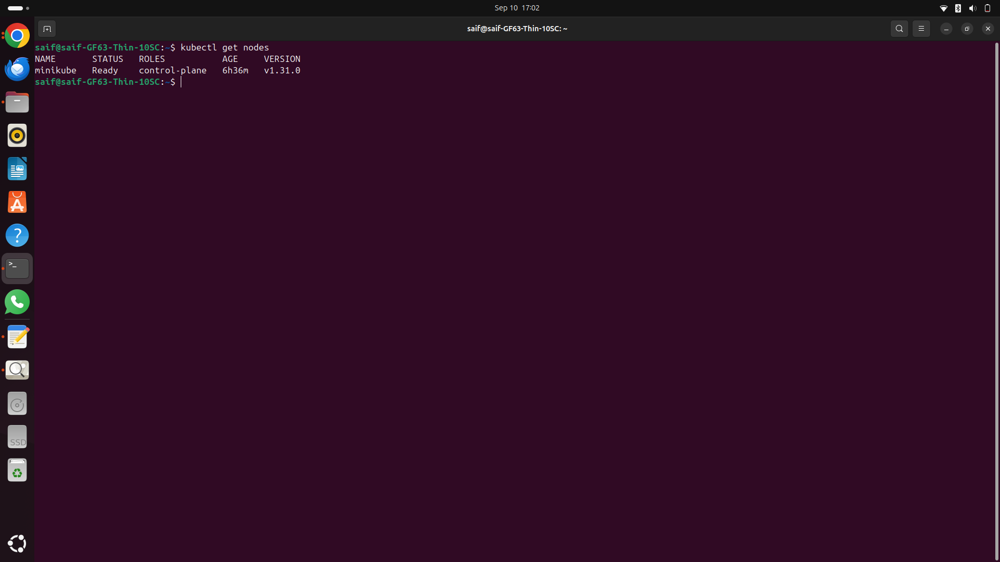 Sep 10 17:02
saif@saif-GF63-Thin-10SC: ~
saif@saif-GF63-Thin-10SC:~$ kubectl get nodes
NAME STATUS ROLES AGE VERSION
minikube Ready control-plane 6h36m v1.31.0
saif@saif-GF63-Thin-10SC:~$
?
>_
SSD